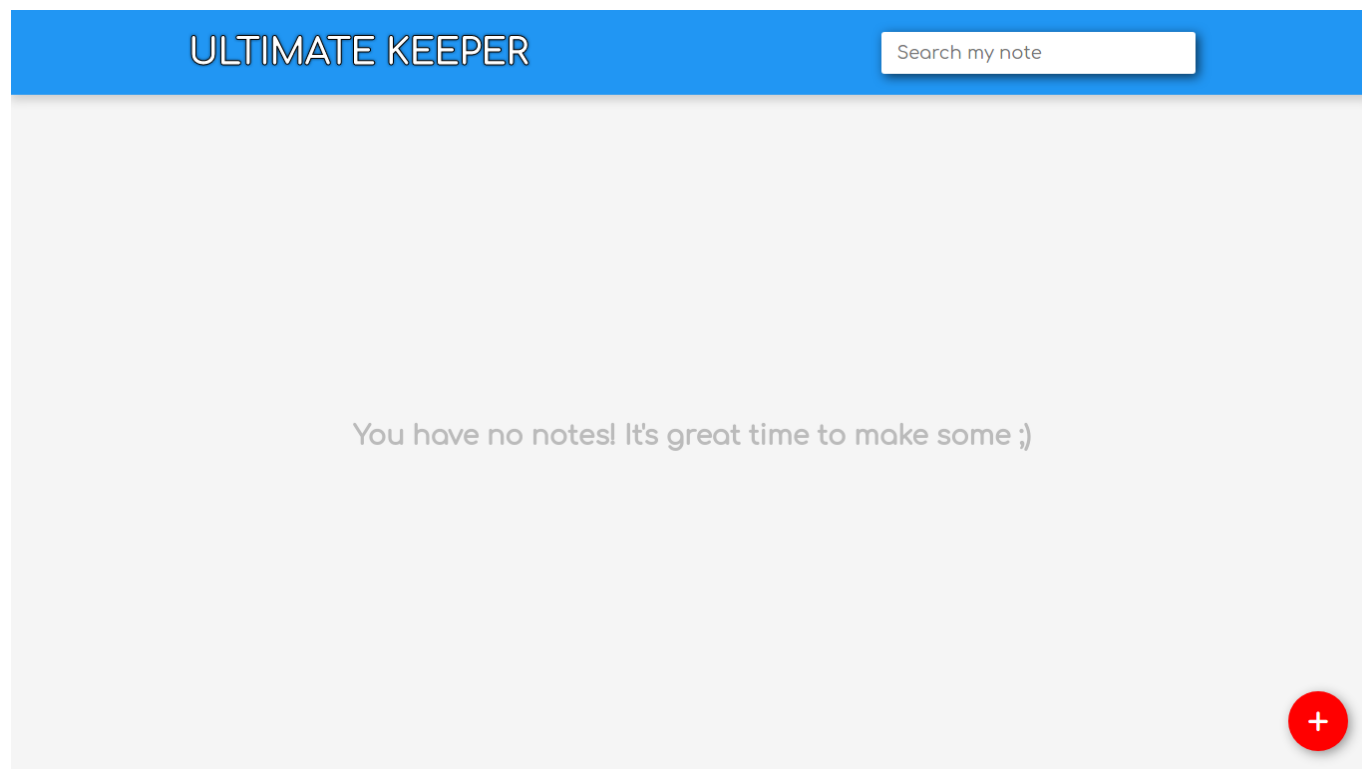 ULTIMATE KEEPER
Search my note
You have no notes! It's great time to make some ;)
+